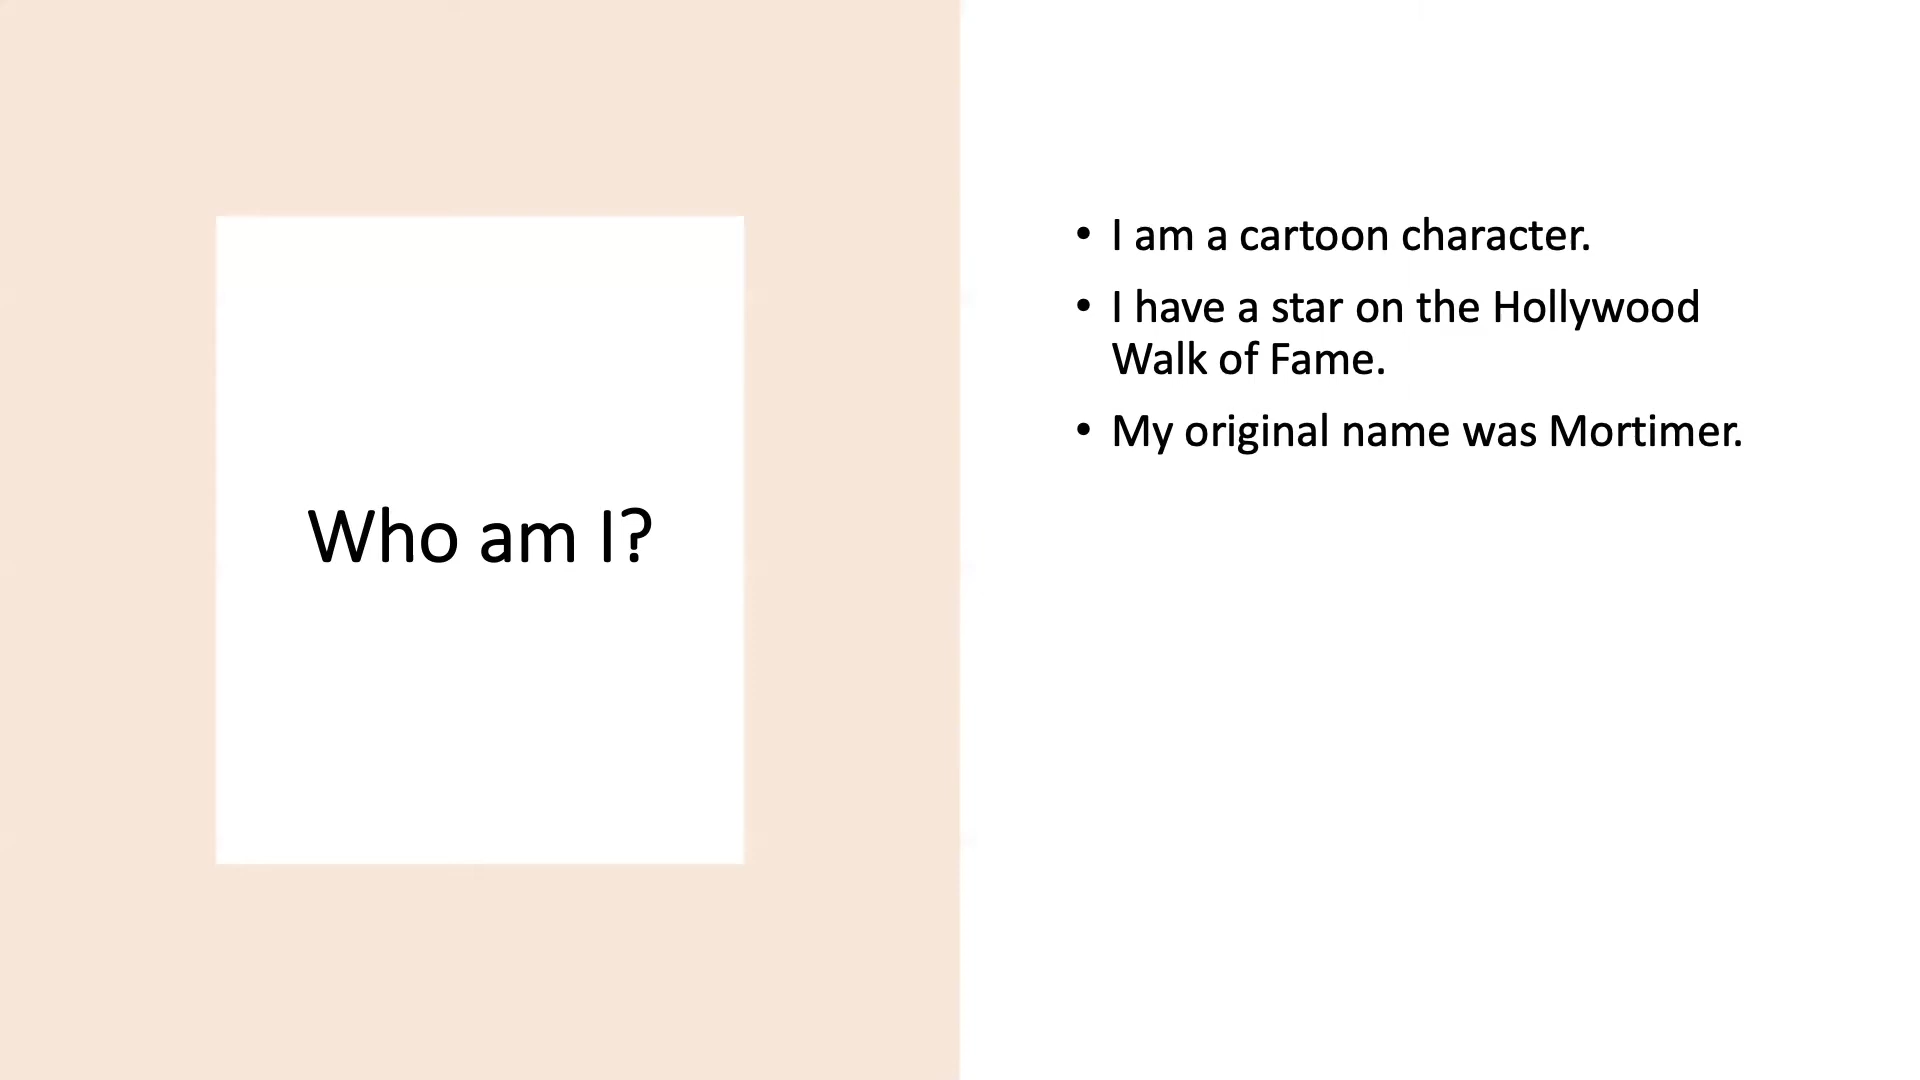 Who am I?
• I am a cartoon character.
• I have a star on the Hollywood
Walk of Fame.
• My original name was Mortimer.